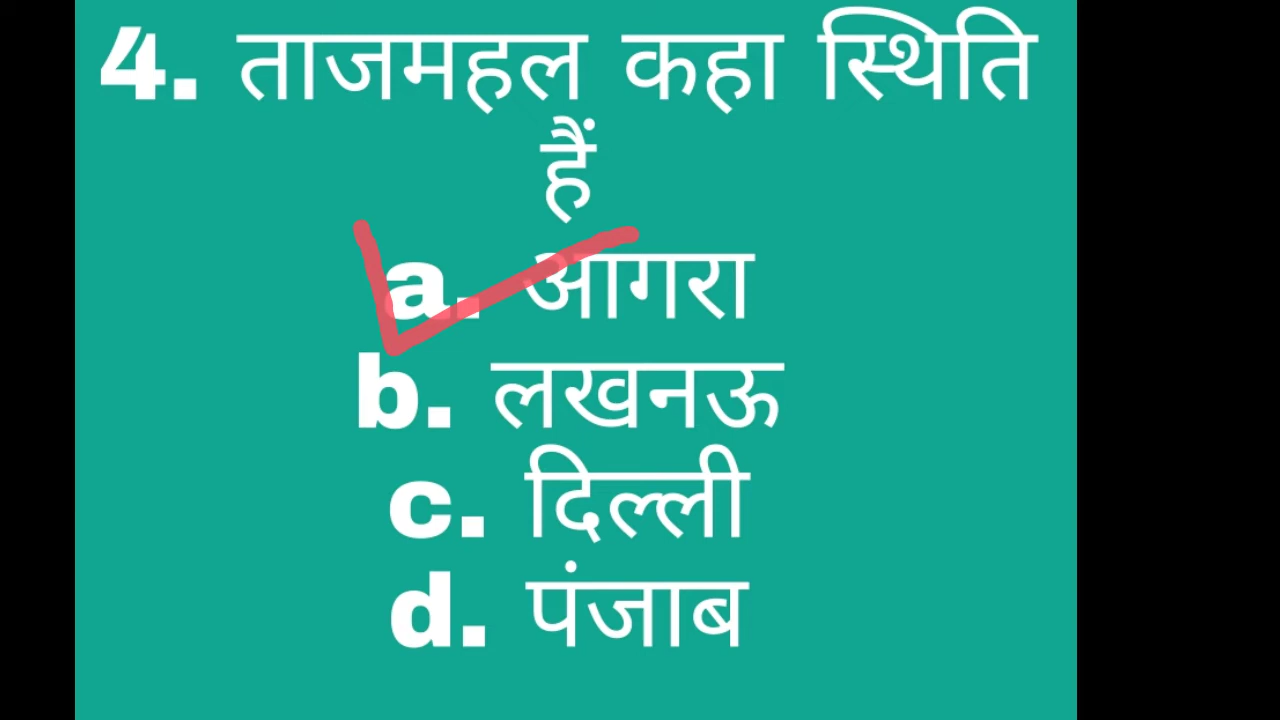 4. ताजमहल कहा स्थिति
हैं
a. आगरा
b. लखनऊ
c. दिल्ली
d. पंजाब